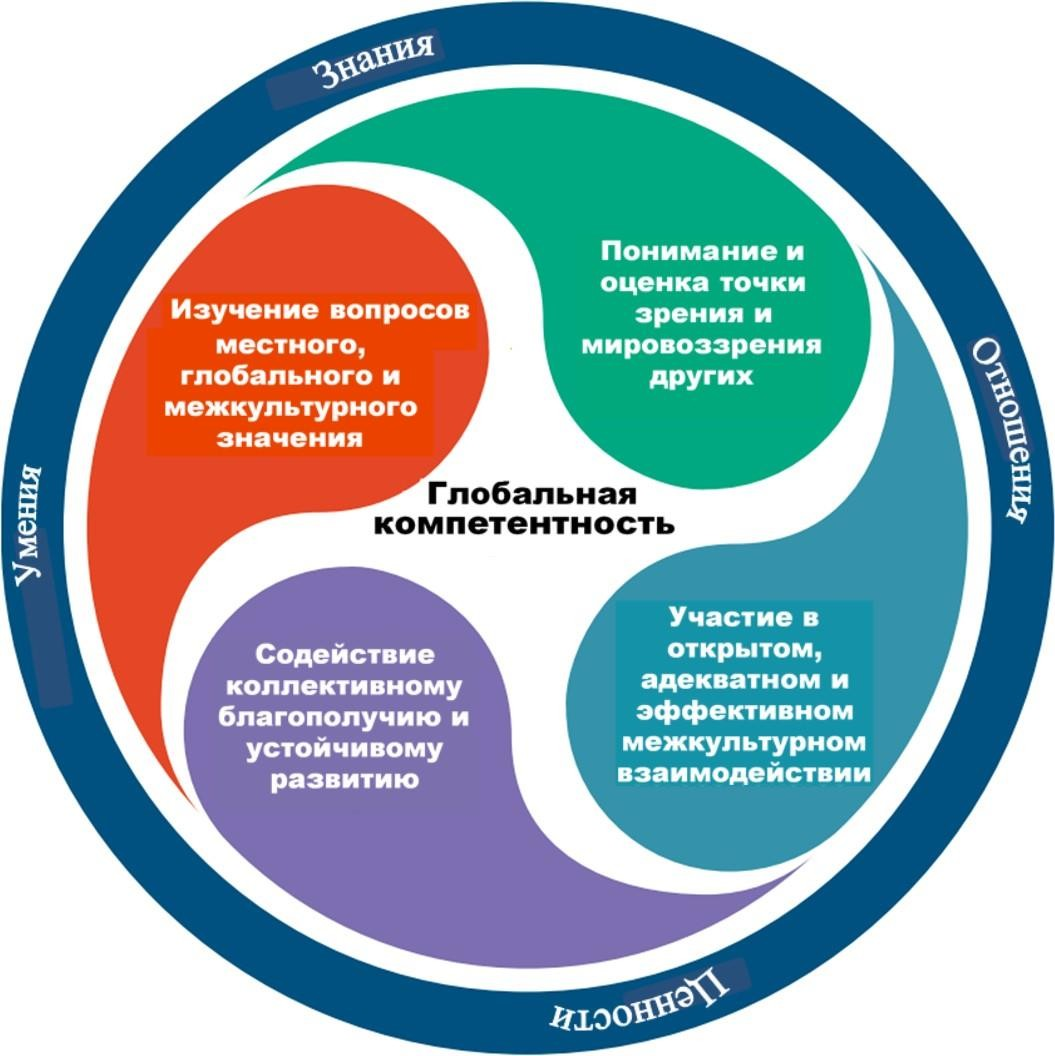 Знания
Понимание и
оценка точки
зрения и
мировоззрения
других
Изучение вопросов
местного,
глобального и
межкультурного
значения
Отношения
Умения
Глобальная
компетентность
Участие в
открытом,
адекватном и
эффективном
межкультурном
взаимодействии
Содействие
коллективному
благополучию и
устойчивому
развитию
Ценности